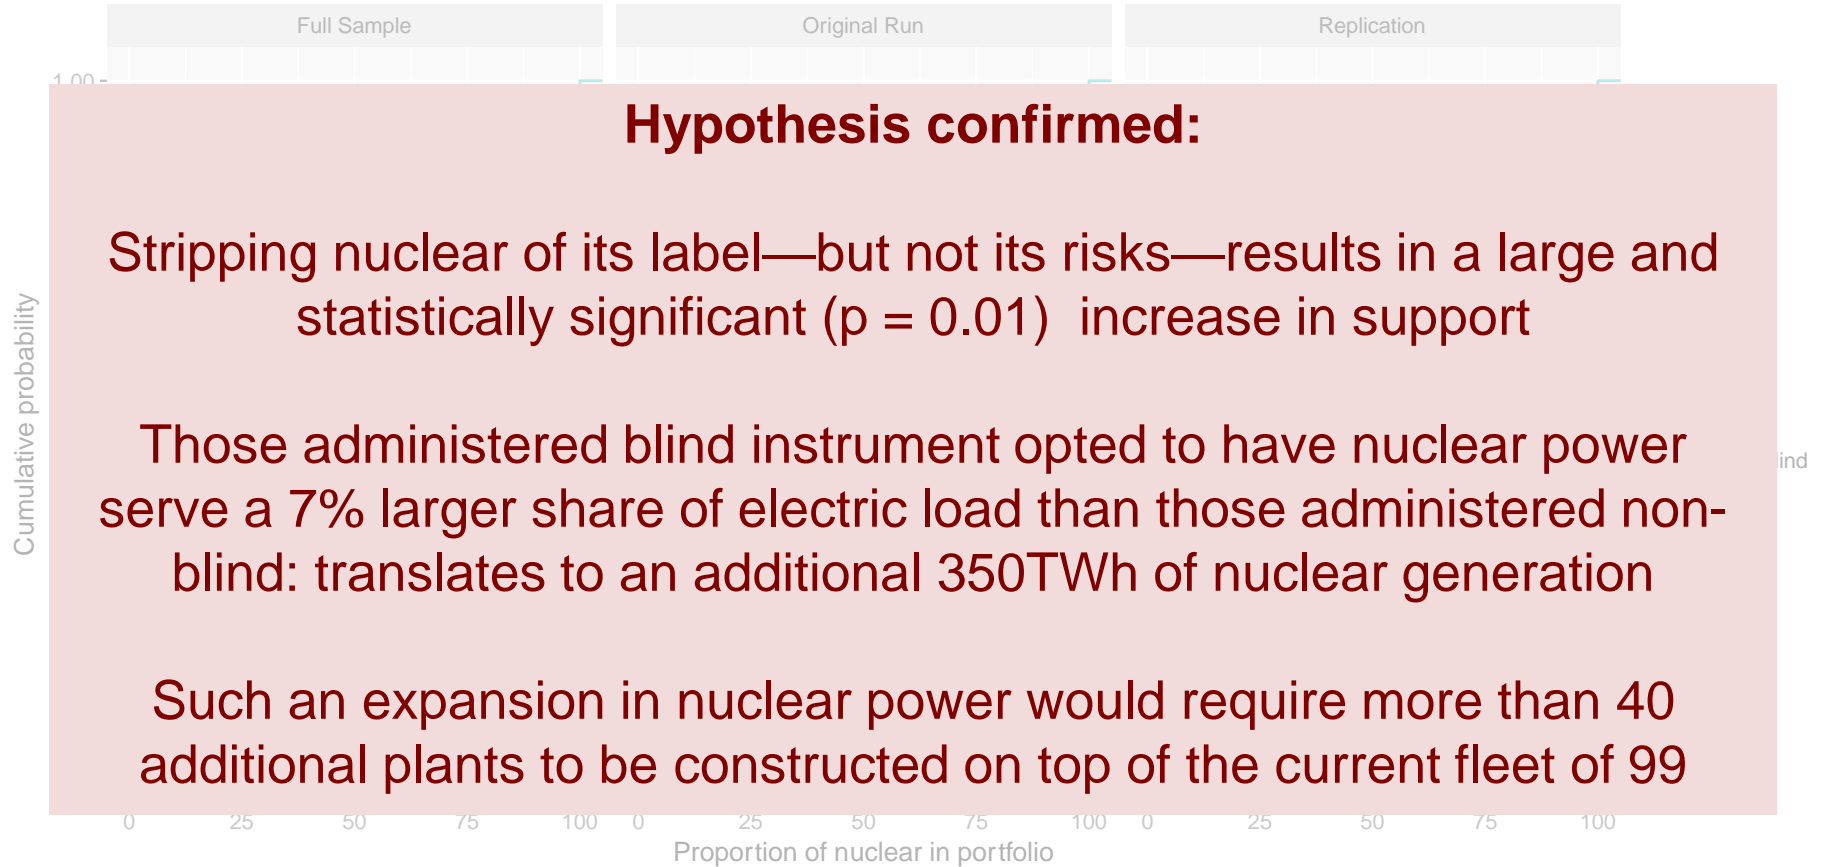 Full Sample
Original Run
Replication
1.00
Hypothesis confirmed:
Stripping nuclear of its label—but not its risks—results in a large and
statistically significant (p = 0.01) increase in support
Those administered blind instrument opted to have nuclear power
serve a 7% larger share of electric load than those administered non-
blind: translates to an additional 350TWh of nuclear generation
Such an expansion in nuclear power would require more than 40
additional plants to be constructed on top of the current fleet of 99
Cumulative probability
0 25 50 75 100 0 25 50 75 100 0 25 50 75 100
Proportion of nuclear in portfolio